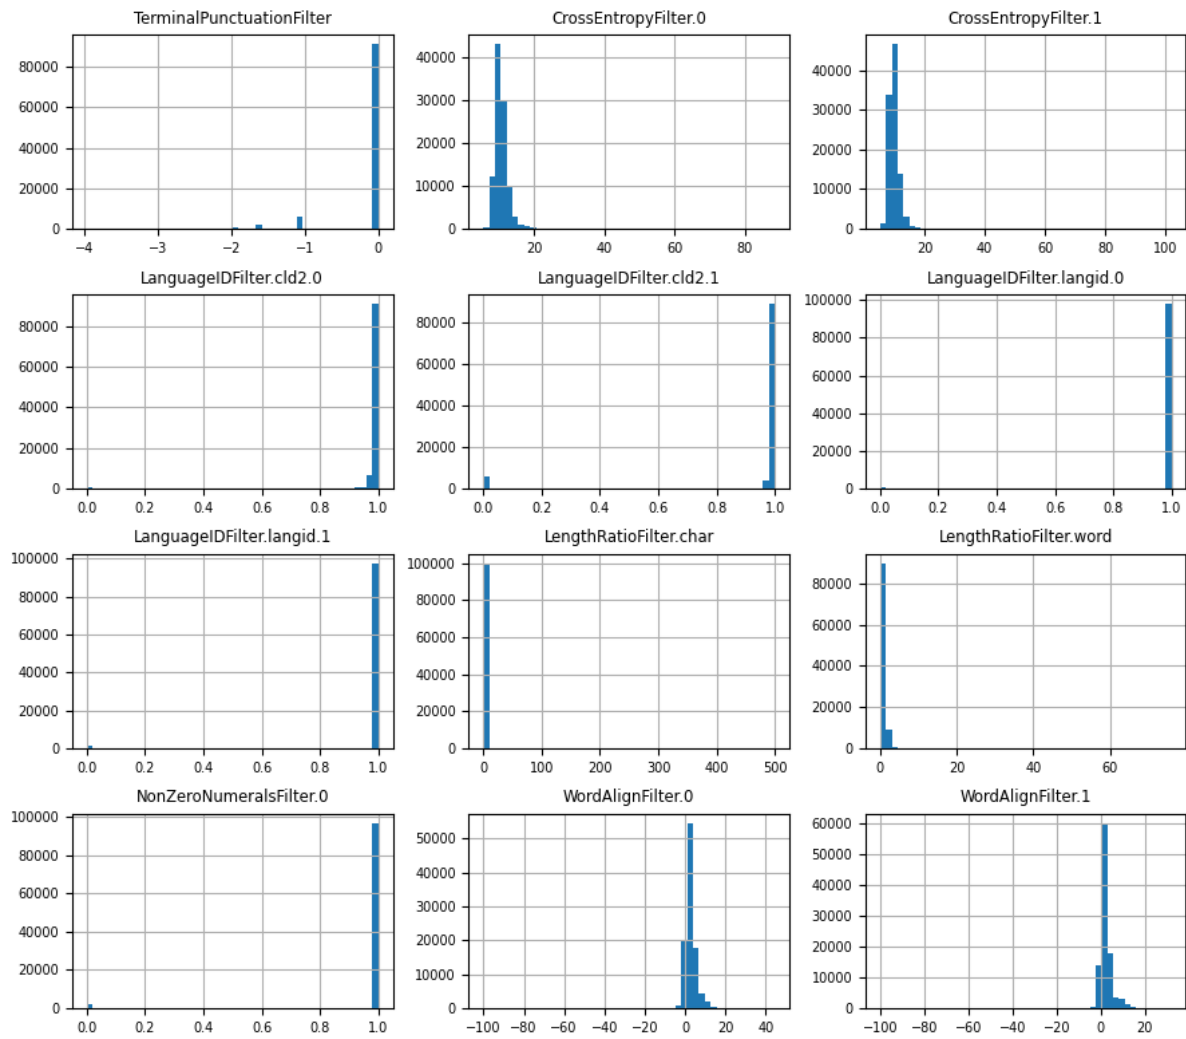 TerminalPunctuationFilter
80000
60000
40000
20000
0
−4 −3 −2 −1 0
CrossEntropyFilter.0
40000
30000
20000
10000
0
20 40 60 80
CrossEntropyFilter.1
40000
30000
20000
10000
0
20 40 60 80 100
LanguageIDFilter.cld2.0
80000
60000
40000
20000
0
0.0 0.2 0.4 0.6 0.8 1.0
LanguageIDFilter.cld2.1
80000
60000
40000
20000
0
0.0 0.2 0.4 0.6 0.8 1.0
LanguageIDFilter.langid.0
100000
80000
60000
40000
20000
0
0.0 0.2 0.4 0.6 0.8 1.0
LanguageIDFilter.langid.1
100000
80000
60000
40000
20000
0
0.0 0.2 0.4 0.6 0.8 1.0
LengthRatioFilter.char
100000
80000
60000
40000
20000
0
0 100 200 300 400 500
LengthRatioFilter.word
80000
60000
40000
20000
0
0 20 40 60
NonZeroNumeralsFilter.0
100000
80000
60000
40000
20000
0
0.0 0.2 0.4 0.6 0.8 1.0
WordAlignFilter.0
50000
40000
30000
20000
10000
0
−100 −80 −60 −40 −20 0 20 40
WordAlignFilter.1
60000
50000
40000
30000
20000
10000
0
−100 −80 −60 −40 −20 0 20